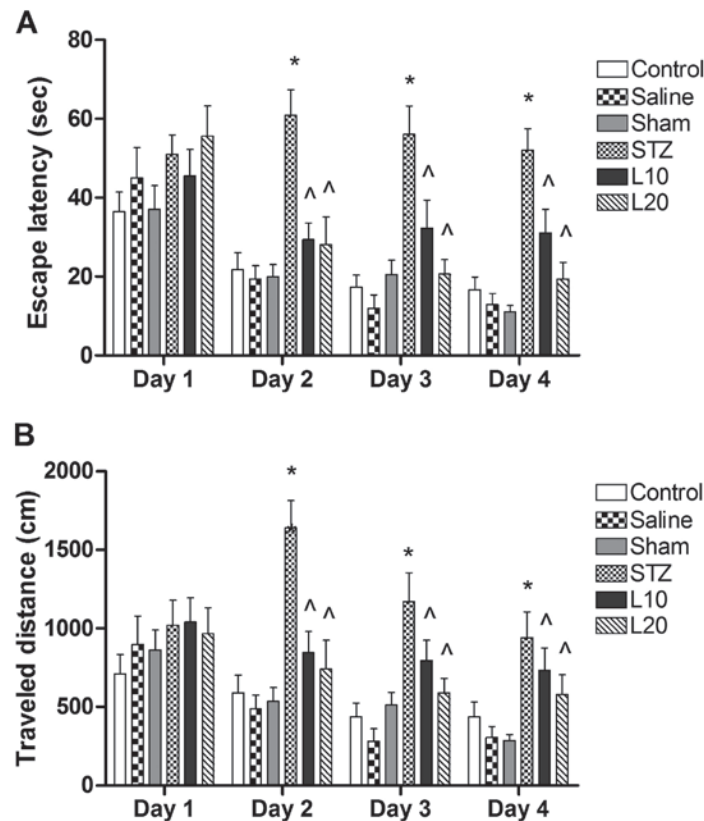 A
Escape latency (sec)
80
60
40
20
0
* * *
^ ^ ^ ^ ^ ^
Day 1 Day 2 Day 3 Day 4
Control
Saline
Sham
STZ
L10
L20
B
Traveled distance (cm)
2000
1500
1000
500
0
* * *
^ ^ ^ ^ ^ ^
Day 1 Day 2 Day 3 Day 4
Control
Saline
Sham
STZ
L10
L20